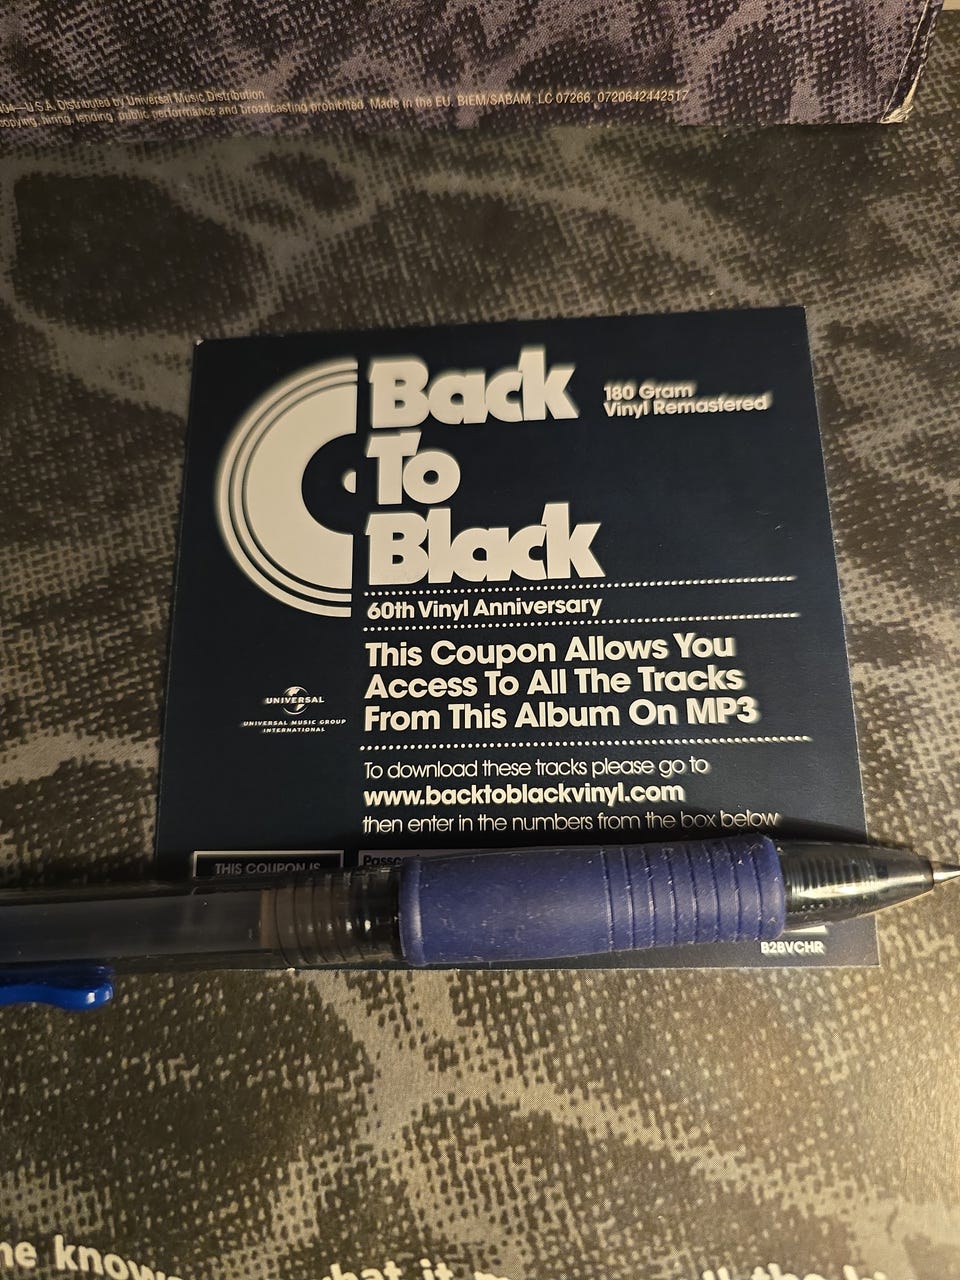 U.S.A. Distributed by Universal Music Distribution.
copying, hiring, lending, public performance and broadcasting prohibited. Made in the EU. BIEM/SABAM. LC 07266. 0720642442517
Back
To
Black
180 Gram
Vinyl Remastered
60th Vinyl Anniversary
This Coupon Allows You
Access To All The Tracks
From This Album On MP3
UNIVERSAL
UNIVERSAL MUSIC GROUP
INTERNATIONAL
To download these tracks please go to
www.backtoblackvinyl.com
then enter in the numbers from the box below
THIS COUPON IS
B2BVCHR
it